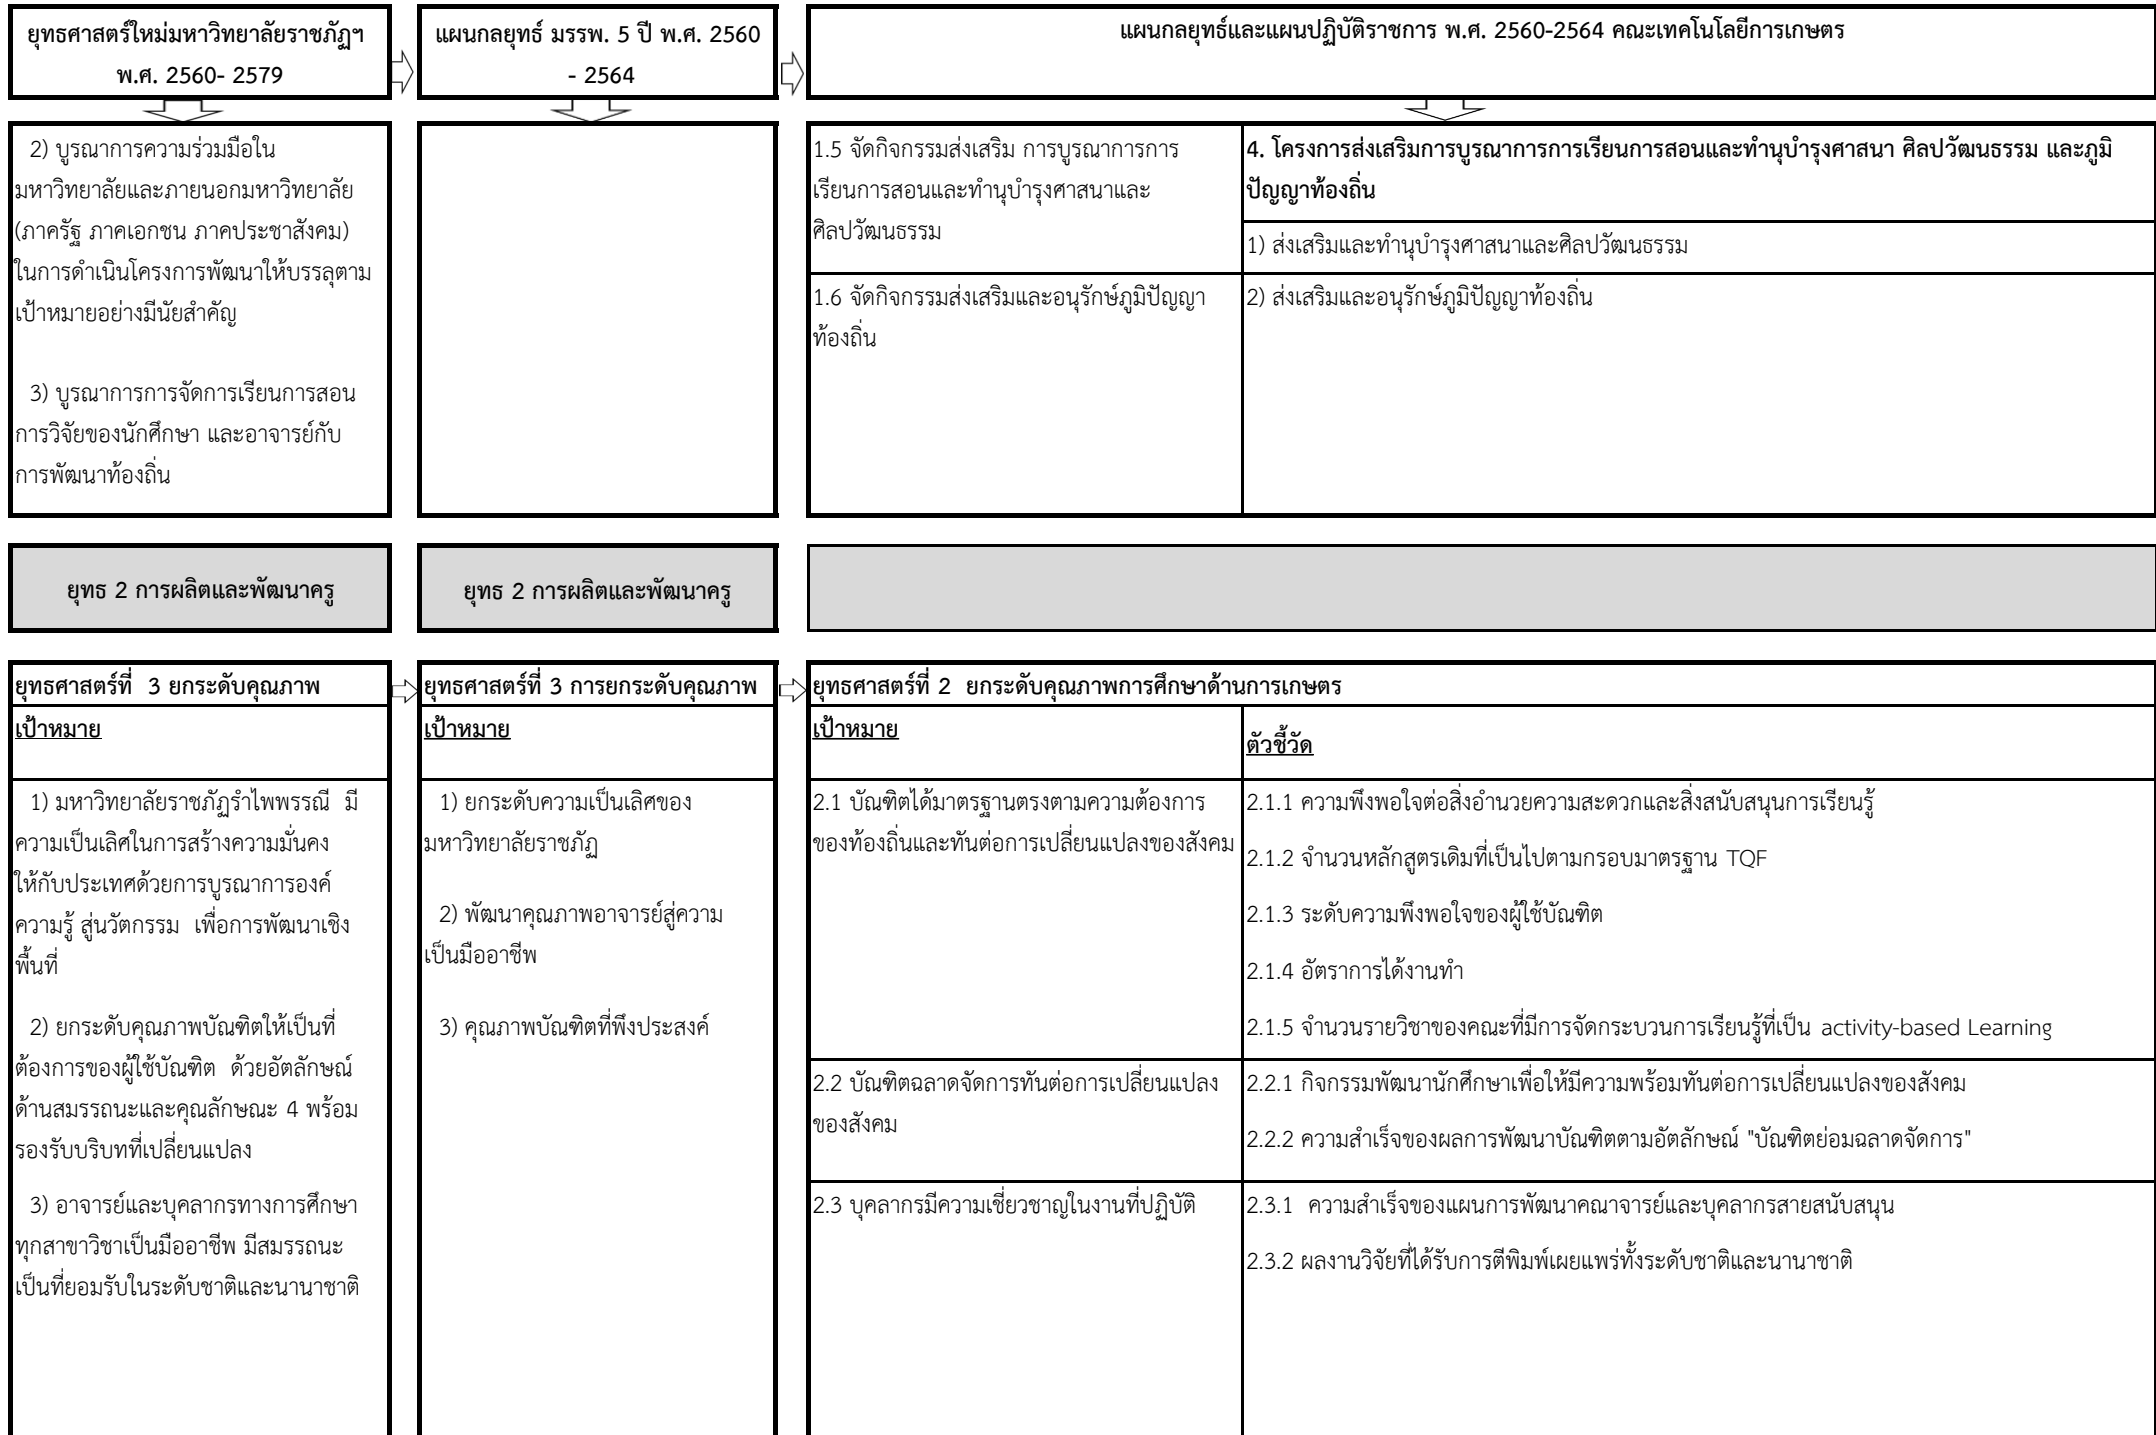 ยุทธศาสตร์ใหม่มหาวิทยาลัยราชภัฏฯ
พ.ศ. 2560- 2579
แผนกลยุทธ์ มรรพ. 5 ปี พ.ศ. 2560
- 2564
แผนกลยุทธ์และแผนปฏิบัติราชการ พ.ศ. 2560-2564 คณะเทคโนโลยีการเกษตร
2) บูรณาการความร่วมมือใน
มหาวิทยาลัยและภายนอกมหาวิทยาลัย
(ภาครัฐ ภาคเอกชน ภาคประชาสังคม)
ในการดำเนินโครงการพัฒนาให้บรรลุตาม
เป้าหมายอย่างมีนัยสำคัญ
3) บูรณาการการจัดการเรียนการสอน
การวิจัยของนักศึกษา และอาจารย์กับ
การพัฒนาท้องถิ่น
1.5 จัดกิจกรรมส่งเสริม การบูรณาการการ
เรียนการสอนและทำนุบำรุงศาสนาและ
ศิลปวัฒนธรรม
4. โครงการส่งเสริมการบูรณาการการเรียนการสอนและทำนุบำรุงศาสนา ศิลปวัฒนธรรม และภูมิ
ปัญญาท้องถิ่น
1) ส่งเสริมและทำนุบำรุงศาสนาและศิลปวัฒนธรรม
1.6 จัดกิจกรรมส่งเสริมและอนุรักษ์ภูมิปัญญา
ท้องถิ่น
2) ส่งเสริมและอนุรักษ์ภูมิปัญญาท้องถิ่น
ยุทธ 2 การผลิตและพัฒนาครู
ยุทธ 2 การผลิตและพัฒนาครู
ยุทธศาสตร์ที่  3 ยกระดับคุณภาพ
เป้าหมาย
1) มหาวิทยาลัยราชภัฏรำไพพรรณี  มี
ความเป็นเลิศในการสร้างความมั่นคง
ให้กับประเทศด้วยการบูรณาการองค์
ความรู้ สู่นวัตกรรม  เพื่อการพัฒนาเชิง
พื้นที่
2) ยกระดับคุณภาพบัณฑิตให้เป็นที่
ต้องการของผู้ใช้บัณฑิต  ด้วยอัตลักษณ์
ด้านสมรรถนะและคุณลักษณะ 4 พร้อม
รองรับบริบทที่เปลี่ยนแปลง
3) อาจารย์และบุคลากรทางการศึกษา
ทุกสาขาวิชาเป็นมืออาชีพ มีสมรรถนะ
เป็นที่ยอมรับในระดับชาติและนานาชาติ
ยุทธศาสตร์ที่ 3 การยกระดับคุณภาพ
เป้าหมาย
1) ยกระดับความเป็นเลิศของ
มหาวิทยาลัยราชภัฏ
2) พัฒนาคุณภาพอาจารย์สู่ความ
เป็นมืออาชีพ
3) คุณภาพบัณฑิตที่พึงประสงค์
ยุทธศาสตร์ที่ 2  ยกระดับคุณภาพการศึกษาด้านการเกษตร
เป้าหมาย
ตัวชี้วัด
2.1 บัณฑิตได้มาตรฐานตรงตามความต้องการ
ของท้องถิ่นและทันต่อการเปลี่ยนแปลงของสังคม
2.1.1 ความพึงพอใจต่อสิ่งอำนวยความสะดวกและสิ่งสนับสนุนการเรียนรู้
2.1.2 จำนวนหลักสูตรเดิมที่เป็นไปตามกรอบมาตรฐาน TQF
2.1.3 ระดับความพึงพอใจของผู้ใช้บัณฑิต
2.1.4 อัตราการได้งานทำ
2.1.5 จำนวนรายวิชาของคณะที่มีการจัดกระบวนการเรียนรู้ที่เป็น activity-based Learning
2.2 บัณฑิตฉลาดจัดการทันต่อการเปลี่ยนแปลง
ของสังคม
2.2.1 กิจกรรมพัฒนานักศึกษาเพื่อให้มีความพร้อมทันต่อการเปลี่ยนแปลงของสังคม
2.2.2 ความสำเร็จของผลการพัฒนาบัณฑิตตามอัตลักษณ์ "บัณฑิตย่อมฉลาดจัดการ"
2.3 บุคลากรมีความเชี่ยวชาญในงานที่ปฏิบัติ
2.3.1  ความสำเร็จของแผนการพัฒนาคณาจารย์และบุคลากรสายสนับสนุน
2.3.2 ผลงานวิจัยที่ได้รับการตีพิมพ์เผยแพร่ทั้งระดับชาติและนานาชาติ